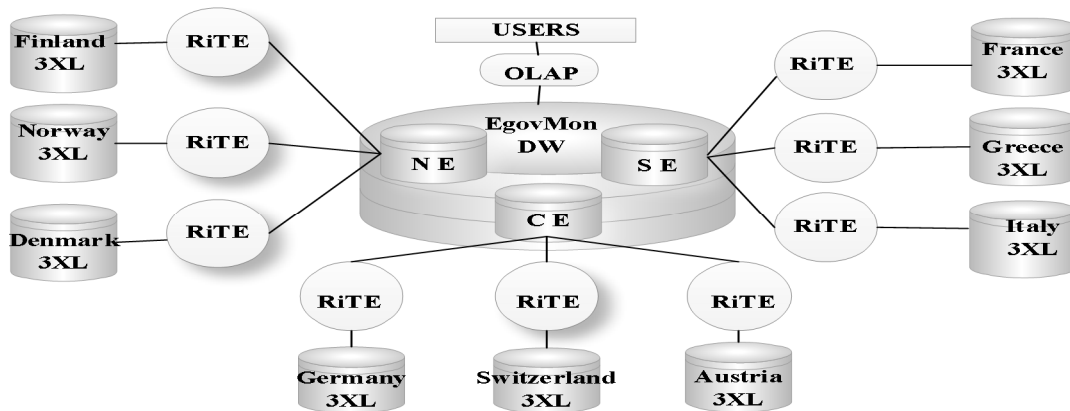 Finland
3XL
RiTE
Norway
3XL
RiTE
Denmark
3XL
RiTE
USERS
OLAP
EgovMon
DW
N E
S E
C E
RiTE
France
3XL
RiTE
Greece
3XL
RiTE
Italy
3XL
RiTE
RiTE
RiTE
Germany
3XL
Switzerland
3XL
Austria
3XL